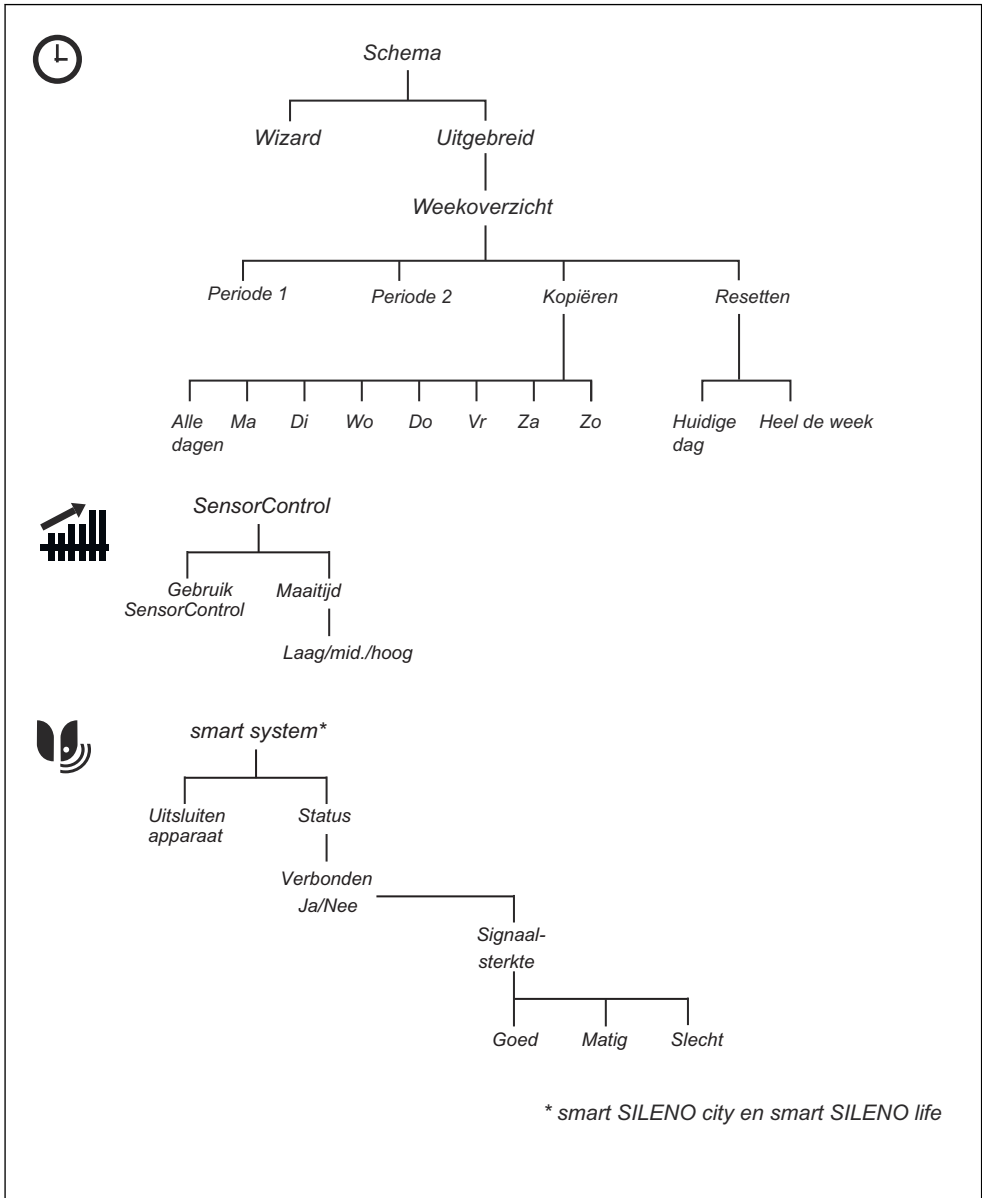 Schema
Wizard Uitgebreid
Weekoverzicht
Periode 1 Periode 2 Kopiëren Resetten
Alle dagen Ma Di Wo Do Vr Za Zo Huidige dag Heel de week
SensorControl
Gebruik SensorControl Maaitijd
Laag/mid./hoog
smart system*
Uitsluiten apparaat Status
Verbonden
Ja/Nee
Signaal-
sterkte
Goed Matig Slecht
* smart SILENO city en smart SILENO life